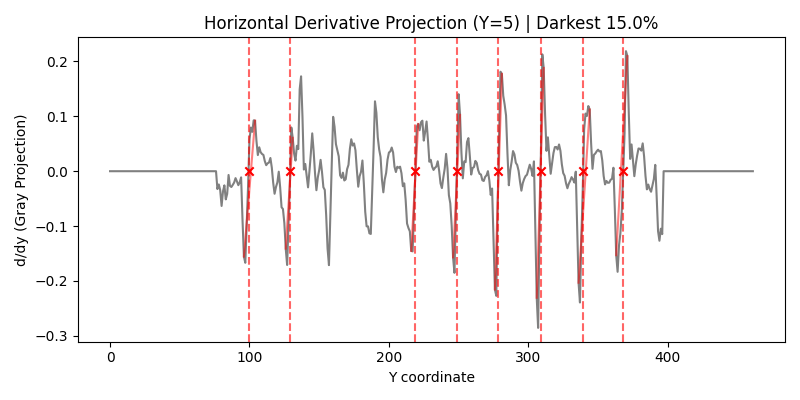 Horizontal Derivative Projection (Y=5) | Darkest 15.0%
d/dy (Gray Projection)
0.2
0.1
0.0
−0.1
−0.2
−0.3
0 100 200 300 400
Y coordinate